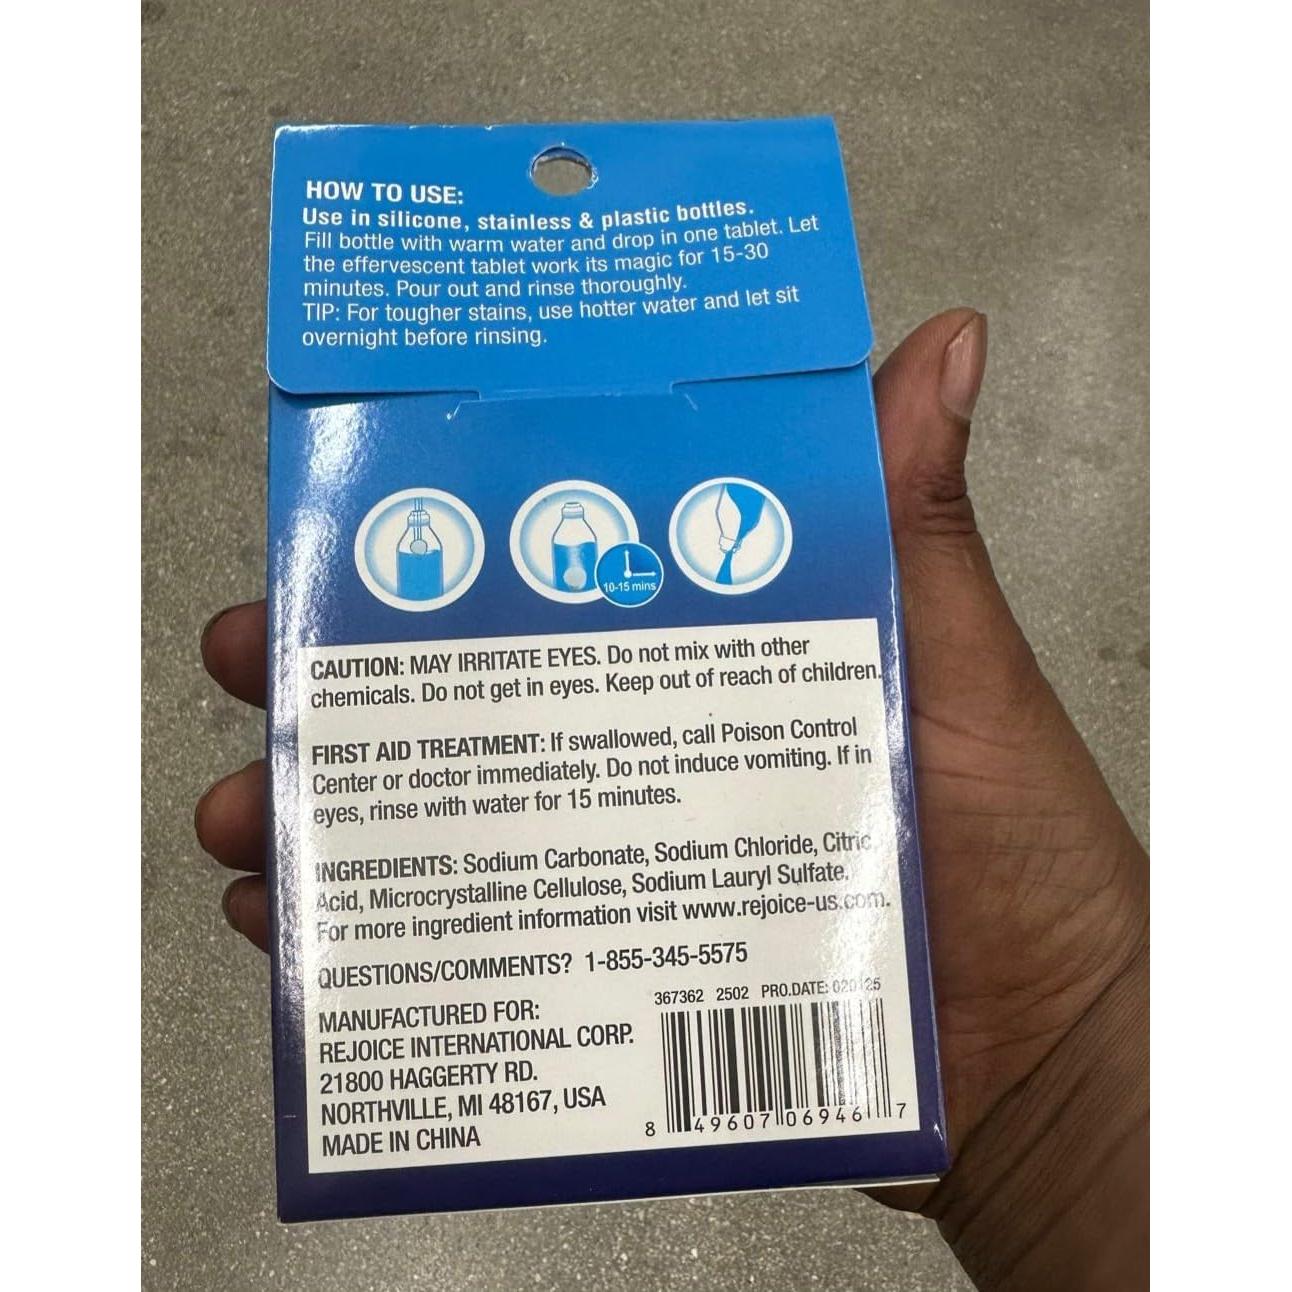 HOW TO USE:
Use in silicone, stainless & plastic bottles.
Fill bottle with warm water and drop in one tablet. Let
the effervescent tablet work its magic for 15-30
minutes. Pour out and rinse thoroughly.
TIP: For tougher stains, use hotter water and let sit
overnight before rinsing.
10-15 mins
CAUTION: MAY IRRITATE EYES. Do not mix with other
chemicals. Do not get in eyes. Keep out of reach of children.
FIRST AID TREATMENT: If swallowed, call Poison Control
Center or doctor immediately. Do not induce vomiting. If in
eyes, rinse with water for 15 minutes.
INGREDIENTS: Sodium Carbonate, Sodium Chloride, Citric
Acid, Microcrystalline Cellulose, Sodium Lauryl Sulfate.
For more ingredient information visit www.rejoice-us.com.
QUESTIONS/COMMENTS? 1-855-345-5575
MANUFACTURED FOR:
REJOICE INTERNATIONAL CORP.
21800 HAGGERTY RD.
NORTHVILLE, MI 48167, USA
MADE IN CHINA
367362 2502 PRO.DATE: 020125
8 49607 06946 7